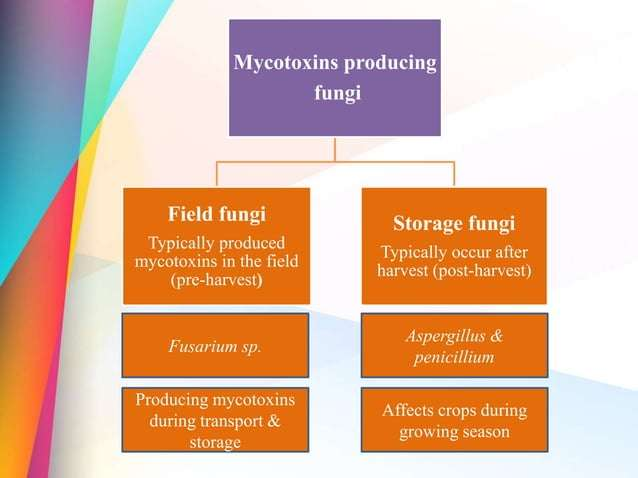 Mycotoxins producing
fungi
Field fungi
Typically produced
mycotoxins in the field
(pre-harvest)
Storage fungi
Typically occur after
harvest (post-harvest)
Fusarium sp.
Aspergillus &
penicillium
Producing mycotoxins
during transport &
storage
Affects crops during
growing season